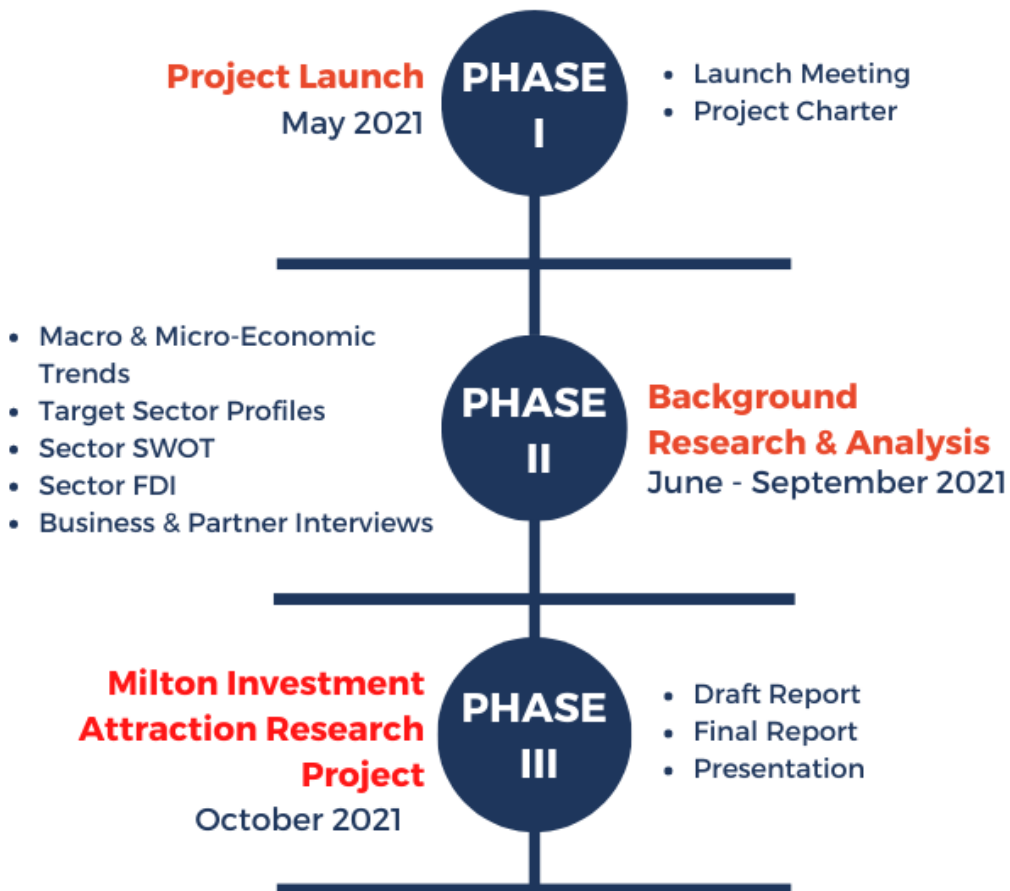 Project Launch
May 2021
PHASE
I
• Launch Meeting
• Project Charter
• Macro & Micro-Economic
Trends
• Target Sector Profiles
• Sector SWOT
• Sector FDI
• Business & Partner Interviews
PHASE
II
Background
Research & Analysis
June - September 2021
Milton Investment
Attraction Research
Project
October 2021
PHASE
III
• Draft Report
• Final Report
• Presentation